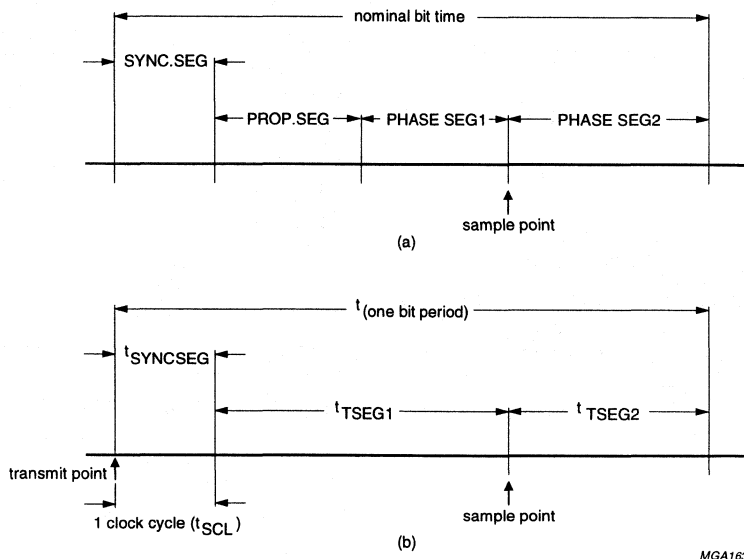 nominal bit time
SYNC.SEG
PROP.SEG PHASE SEG1 PHASE SEG2
sample point
(a)
t(one bit period)
tSYNCSEG
tTSEG1 tTSEG2
transmit point
1 clock cycle (tSCL)
sample point
(b)